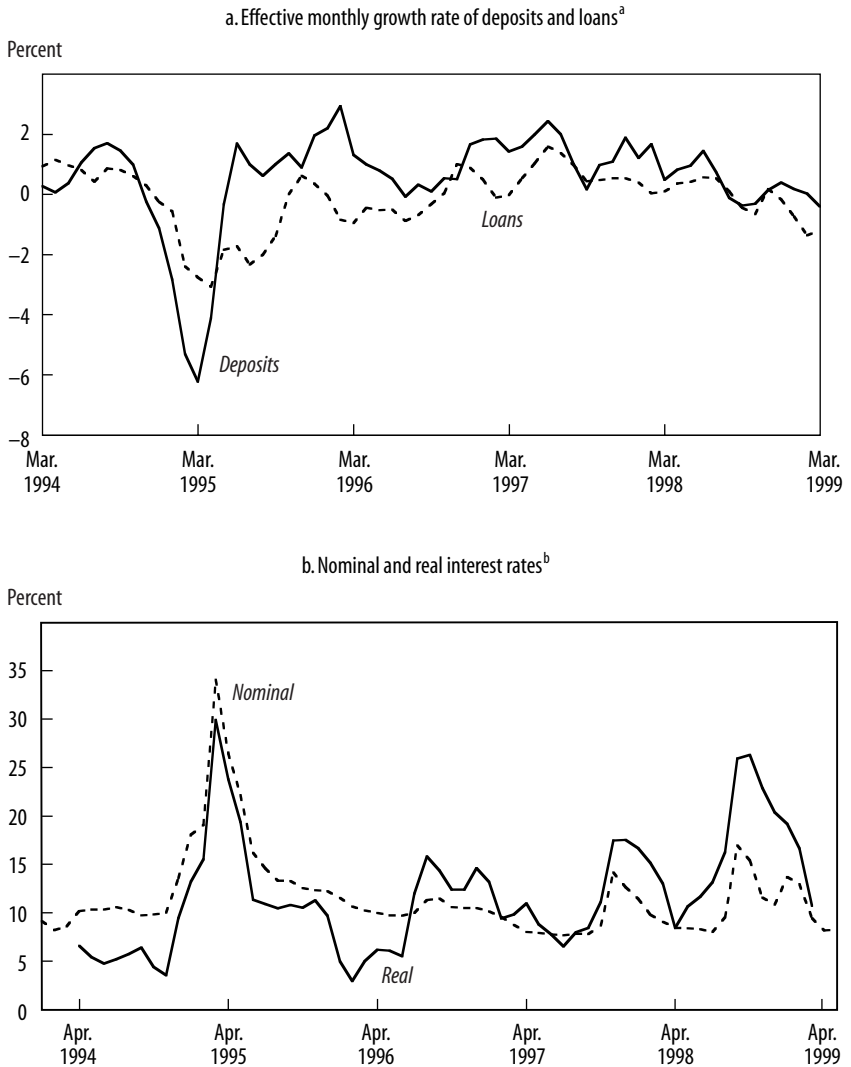 a. Effective monthly growth rate of deposits and loansᵃ
Percent
2
0
−2
−4
−6
−8
Loans
Deposits
Mar. Mar. Mar. Mar. Mar. Mar.
1994 1995 1996 1997 1998 1999
b. Nominal and real interest ratesᵇ
Percent
35
30
25
20
15
10
5
0
Nominal
Real
Apr. Apr. Apr. Apr. Apr. Apr.
1994 1995 1996 1997 1998 1999